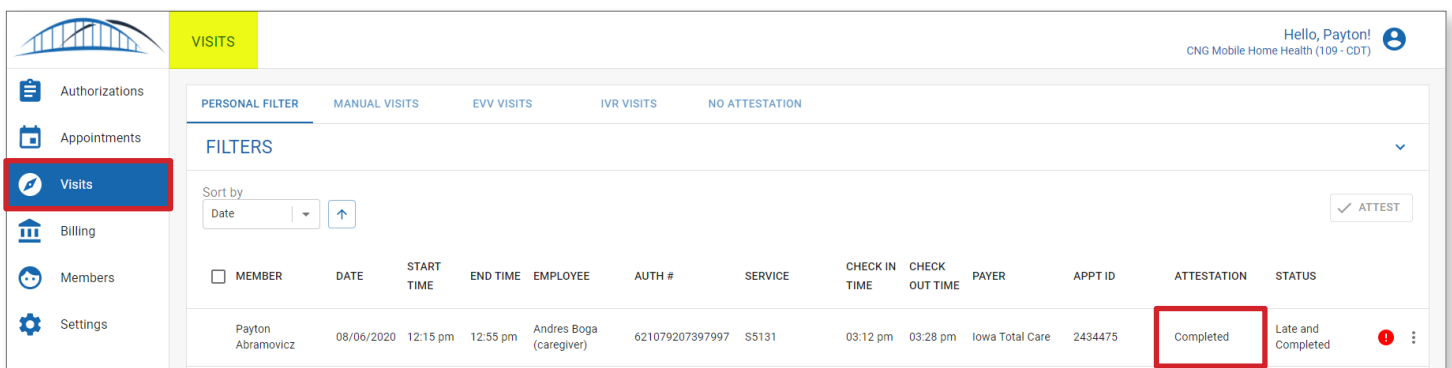 VISITS
Hello, Payton!
CNG Mobile Home Health (109 - CDT)
Authorizations
Appointments
Visits
Billing
Members
Settings
PERSONAL FILTER MANUAL VISITS EVV VISITS IVR VISITS NO ATTESTATION
FILTERS
Sort by
Date
ATTEST
MEMBER DATE START TIME END TIME EMPLOYEE AUTH # SERVICE CHECK IN TIME CHECK OUT TIME PAYER APPT ID ATTESTATION STATUS
Payton Abramovicz 08/06/2020 12:15 pm 12:55 pm Andres Boga (caregiver) 621079207397997 S5131 03:12 pm 03:28 pm Iowa Total Care 2434475 Completed Late and Completed